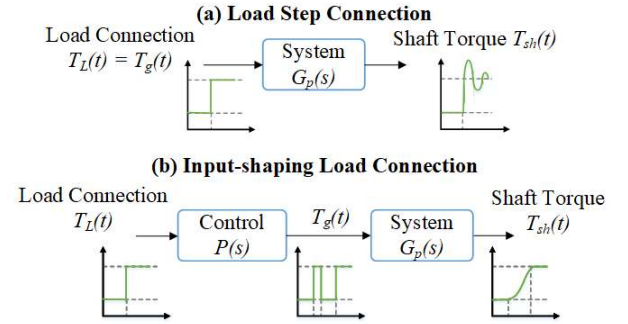 (a) Load Step Connection
Load Connection
T_L(t) = T_g(t)
System
G_p(s)
Shaft Torque T_sh(t)
(b) Input-shaping Load Connection
Load Connection
T_L(t)
Control
P(s)
T_g(t)
System
G_p(s)
Shaft Torque
T_sh(t)